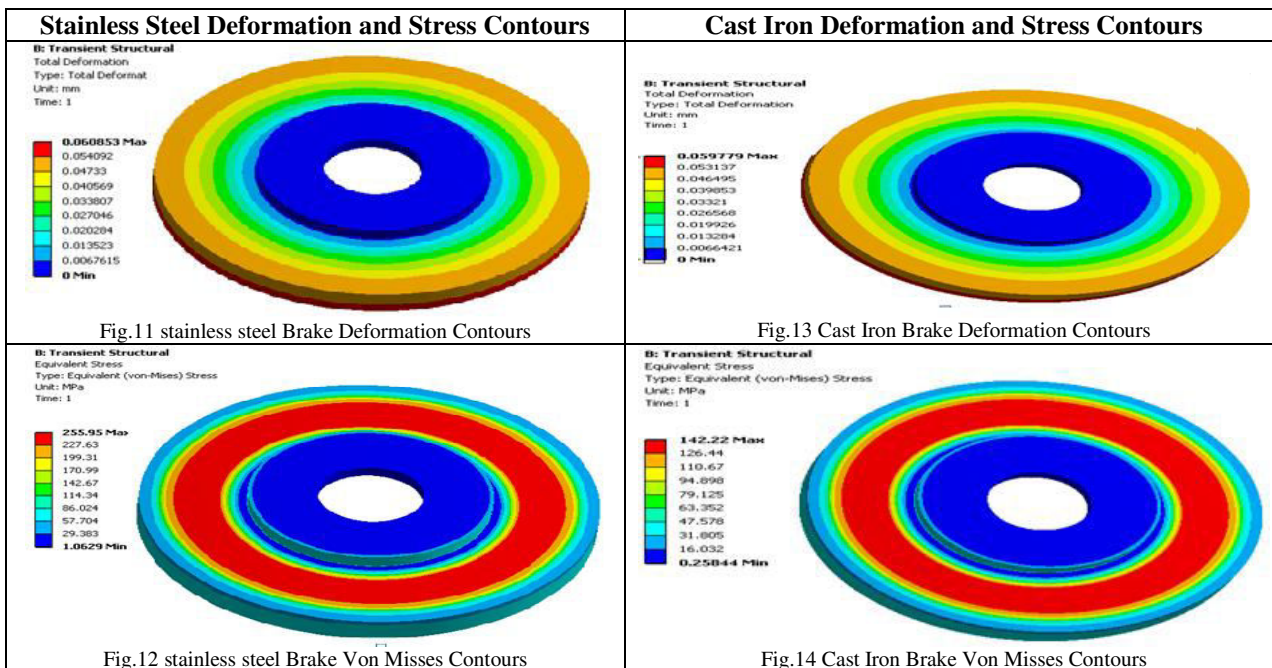 Stainless Steel Deformation and Stress Contours
B: Transient Structural
Total Deformation
Type: Total Deformat
Unit: mm
Time: 1
0.060853 Max
0.054092
0.04733
0.040569
0.033807
0.027046
0.020284
0.013523
0.0067615
0 Min
Fig.11 stainless steel Brake Deformation Contours
Cast Iron Deformation and Stress Contours
B: Transient Structural
Total Deformation
Type: Total Deformation
Unit: mm
Time: 1
0.059779 Max
0.053137
0.046495
0.039853
0.03321
0.026568
0.019926
0.013284
0.0066421
0 Min
Fig.13 Cast Iron Brake Deformation Contours
B: Transient Structural
Equivalent Stress
Type: Equivalent (von-Mises) Stress
Unit: MPa
Time: 1
255.95 Max
227.63
199.31
170.99
142.67
114.34
86.024
57.704
29.383
1.0629 Min
Fig.12 stainless steel Brake Von Misses Contours
B: Transient Structural
Equivalent Stress
Type: Equivalent (von-Mises) Stress
Unit: MPa
Time: 1
142.22 Max
126.44
110.67
94.898
79.125
63.352
47.578
31.805
16.032
0.25844 Min
Fig.14 Cast Iron Brake Von Misses Contours